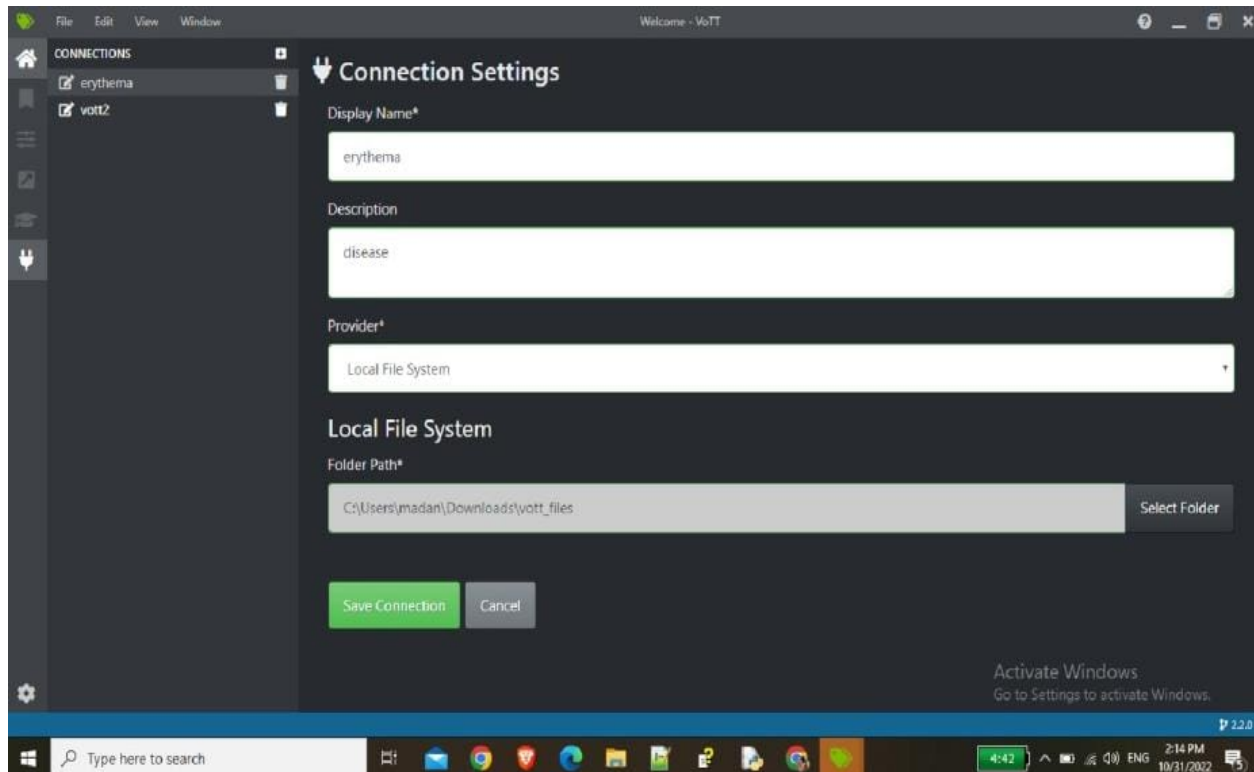 File Edit View Window Welcome - VoTT
CONNECTIONS
erythema
vott2
Connection Settings
Display Name*
erythema
Description
disease
Provider*
Local File System
Local File System
Folder Path*
C:\Users\madan\Downloads\vott_files Select Folder
Save Connection Cancel
Activate Windows
Go to Settings to activate Windows.
2.2.0
Type here to search 4:42 ENG 2:14 PM
10/31/2022 5